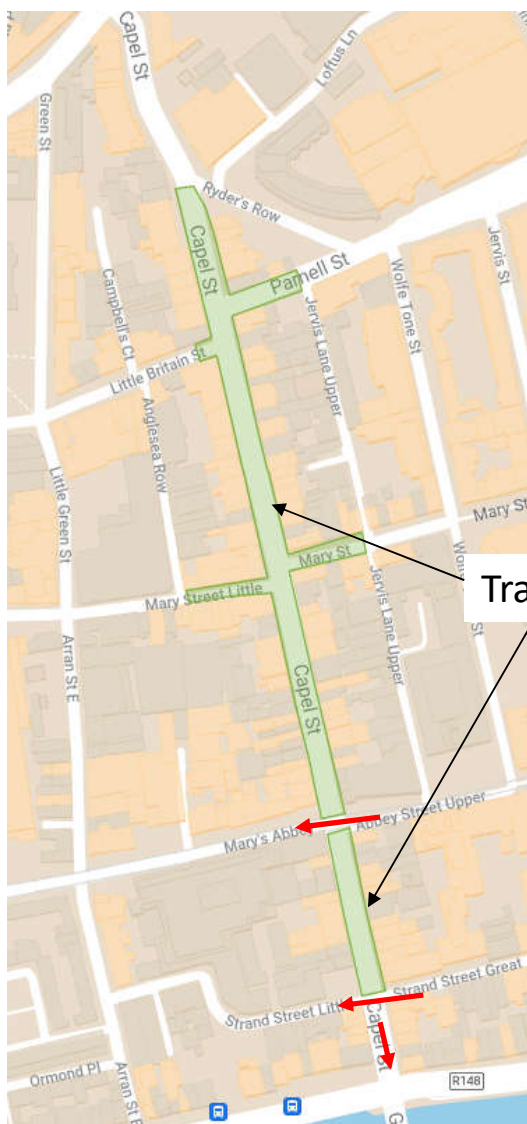 Capel St
Loftus Ln
Green St
Ryder's Row
Capel St
Parnell St
Jervis St
Wolfe Tone St
Campbell's Ct
Jervis Lane Upper
Little Britain St
Anglesea Row
Little Green St
Mary St
Mary St
Mary Street Little
Tra
Jervis Lane Upper
Arran St E
Capel St
Abbey Street Upper
Mary's Abbey
Strand Street Great
Strand Street Little
Capel St
Ormond Pl
Arran St E
R148